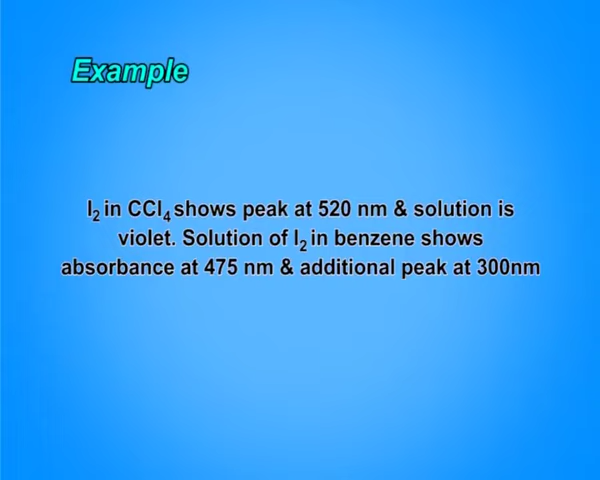 Example
I2 in CCl4 shows peak at 520 nm & solution is
violet. Solution of I2 in benzene shows
absorbance at 475 nm & additional peak at 300nm